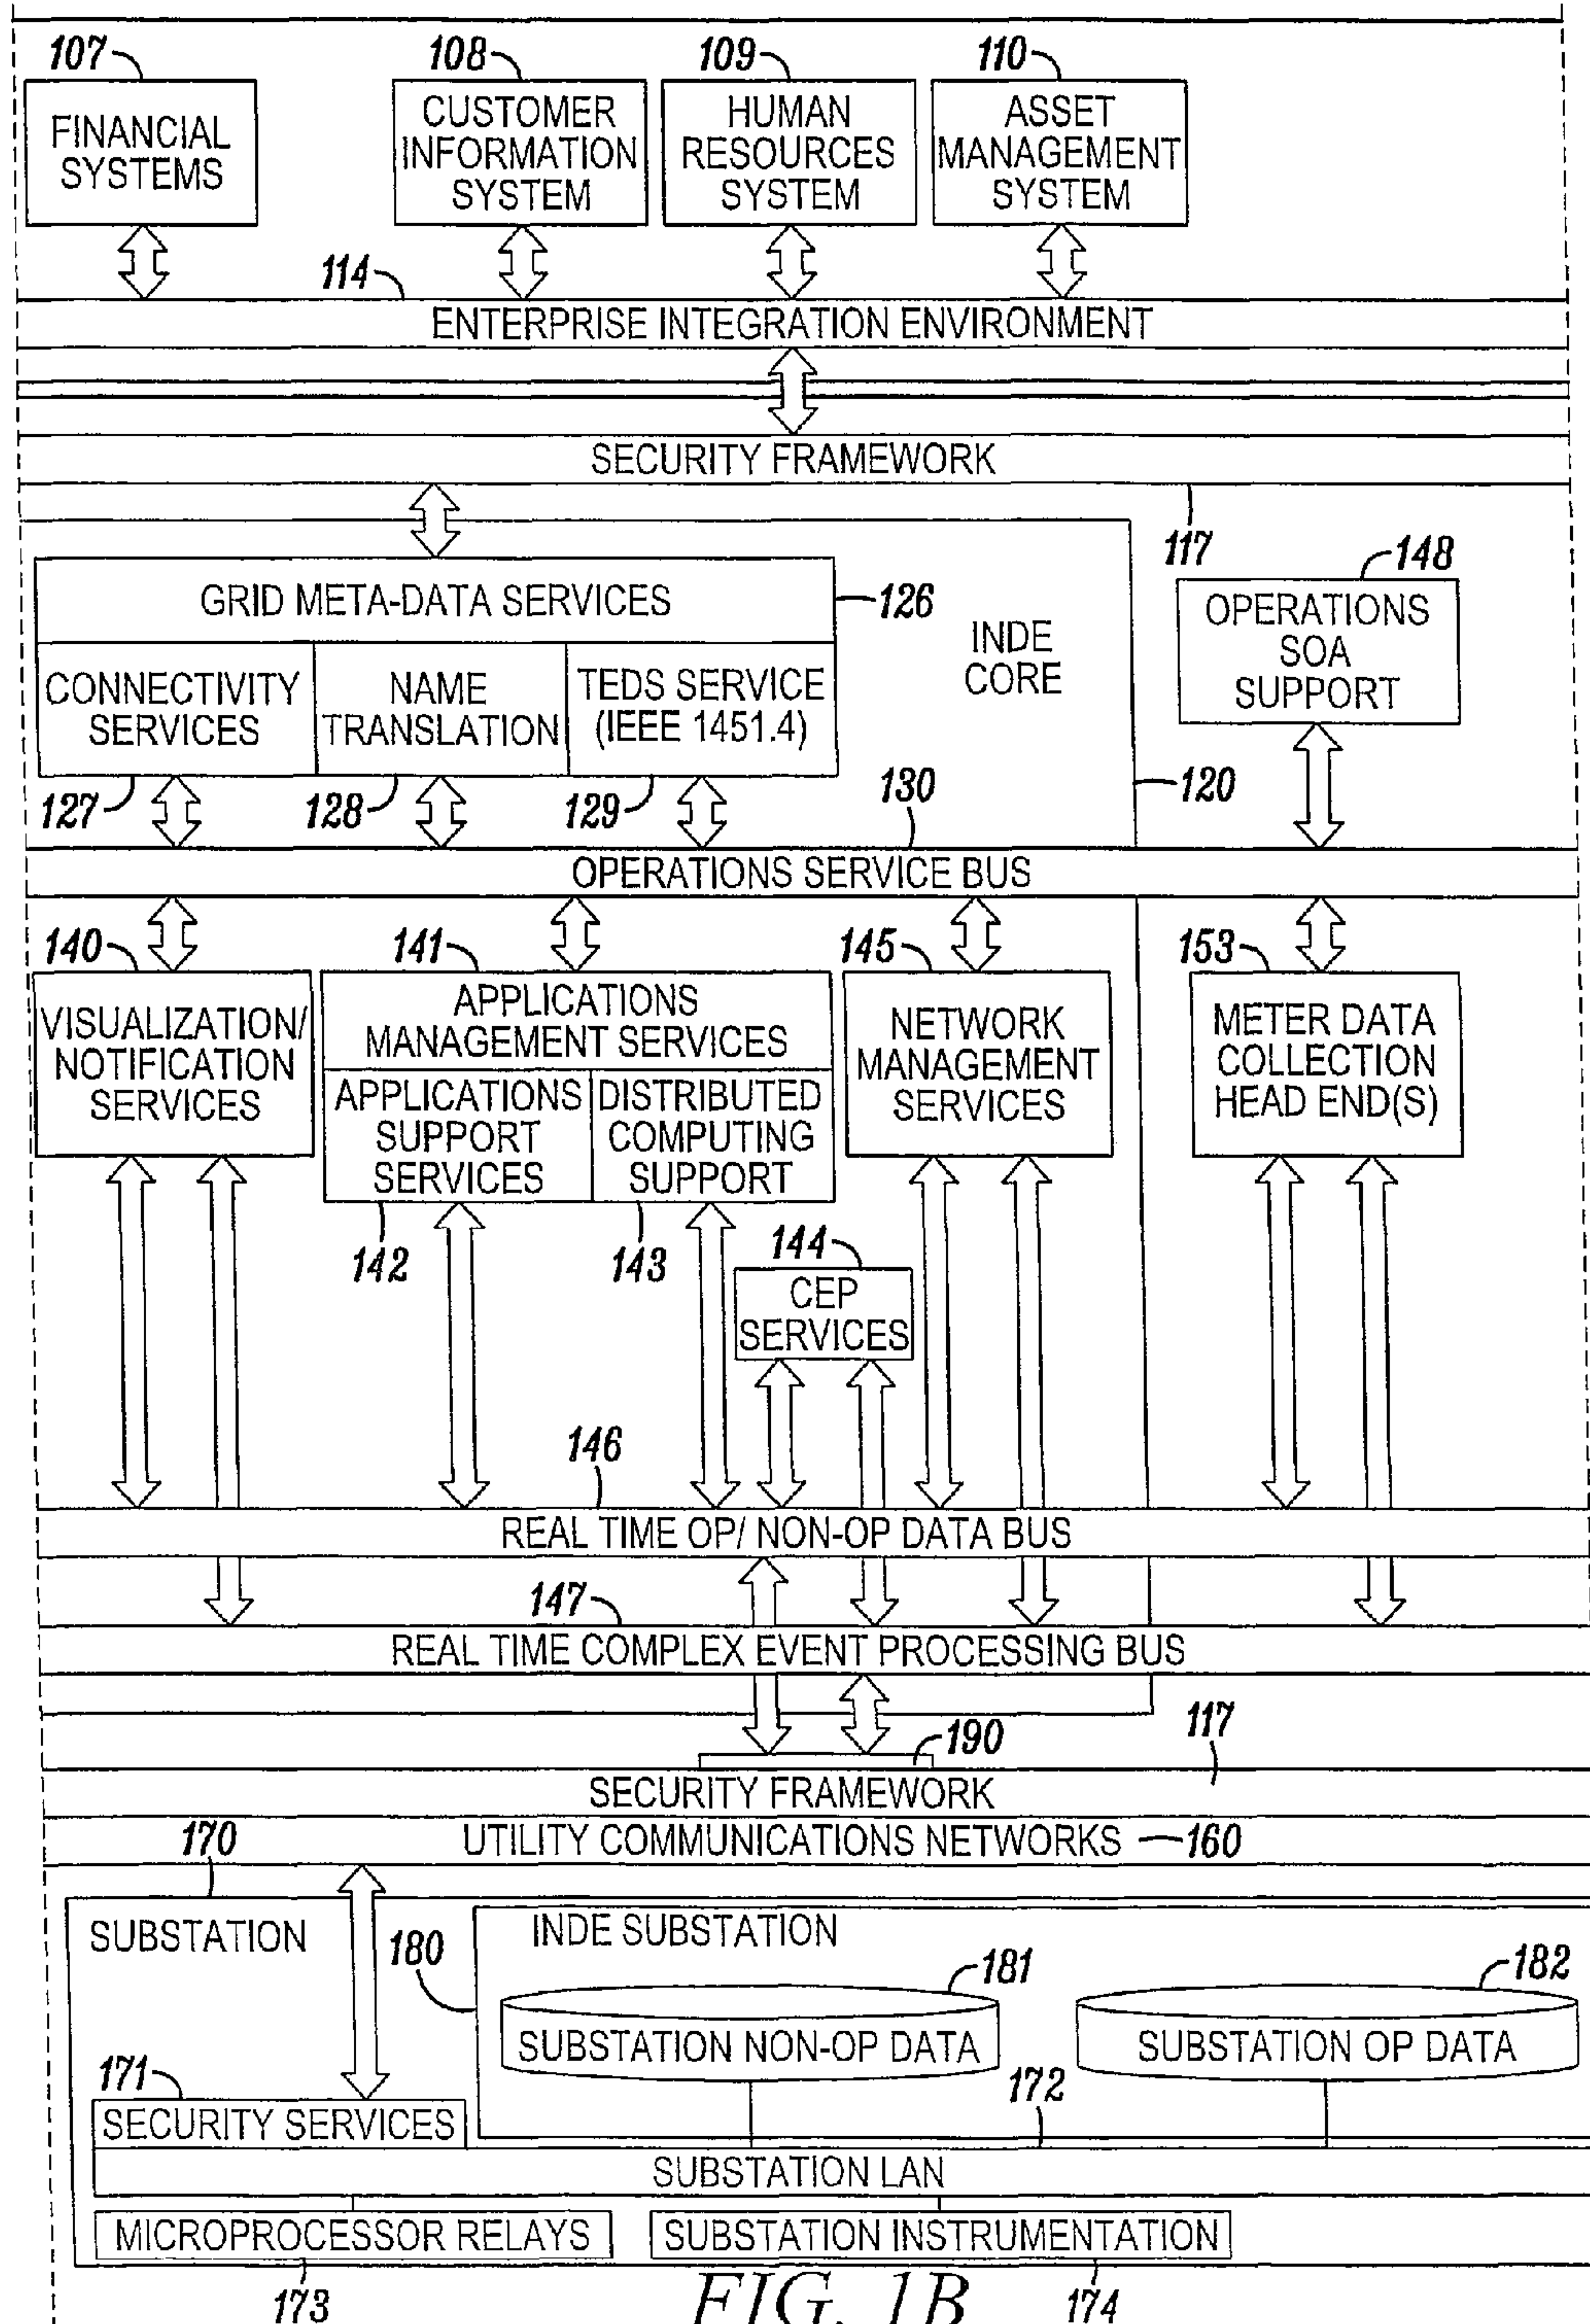 107
108
109
110
FINANCIAL
SYSTEMS
CUSTOMER
INFORMATION
SYSTEM
HUMAN
RESOURCES
SYSTEM
ASSET
MANAGEMENT
SYSTEM
114
ENTERPRISE INTEGRATION ENVIRONMENT
SECURITY FRAMEWORK
117
GRID META-DATA SERVICES
126
CONNECTIVITY
SERVICES
NAME
TRANSLATION
TEDS SERVICE
(IEEE 1451.4)
INDE
CORE
148
OPERATIONS
SOA
SUPPORT
127
128
129
130
120
OPERATIONS SERVICE BUS
140
141
145
153
VISUALIZATION/
NOTIFICATION
SERVICES
APPLICATIONS
MANAGEMENT SERVICES
APPLICATIONS
SUPPORT
SERVICES
DISTRIBUTED
COMPUTING
SUPPORT
NETWORK
MANAGEMENT
SERVICES
METER DATA
COLLECTION
HEAD END(S)
142
143
144
CEP
SERVICES
146
REAL TIME OP/ NON-OP DATA BUS
147
REAL TIME COMPLEX EVENT PROCESSING BUS
190
117
SECURITY FRAMEWORK
UTILITY COMMUNICATIONS NETWORKS 160
170
SUBSTATION
180
INDE SUBSTATION
181
182
SUBSTATION NON-OP DATA
SUBSTATION OP DATA
171
172
SECURITY SERVICES
SUBSTATION LAN
MICROPROCESSOR RELAYS
SUBSTATION INSTRUMENTATION
173
174
FIG. 1B